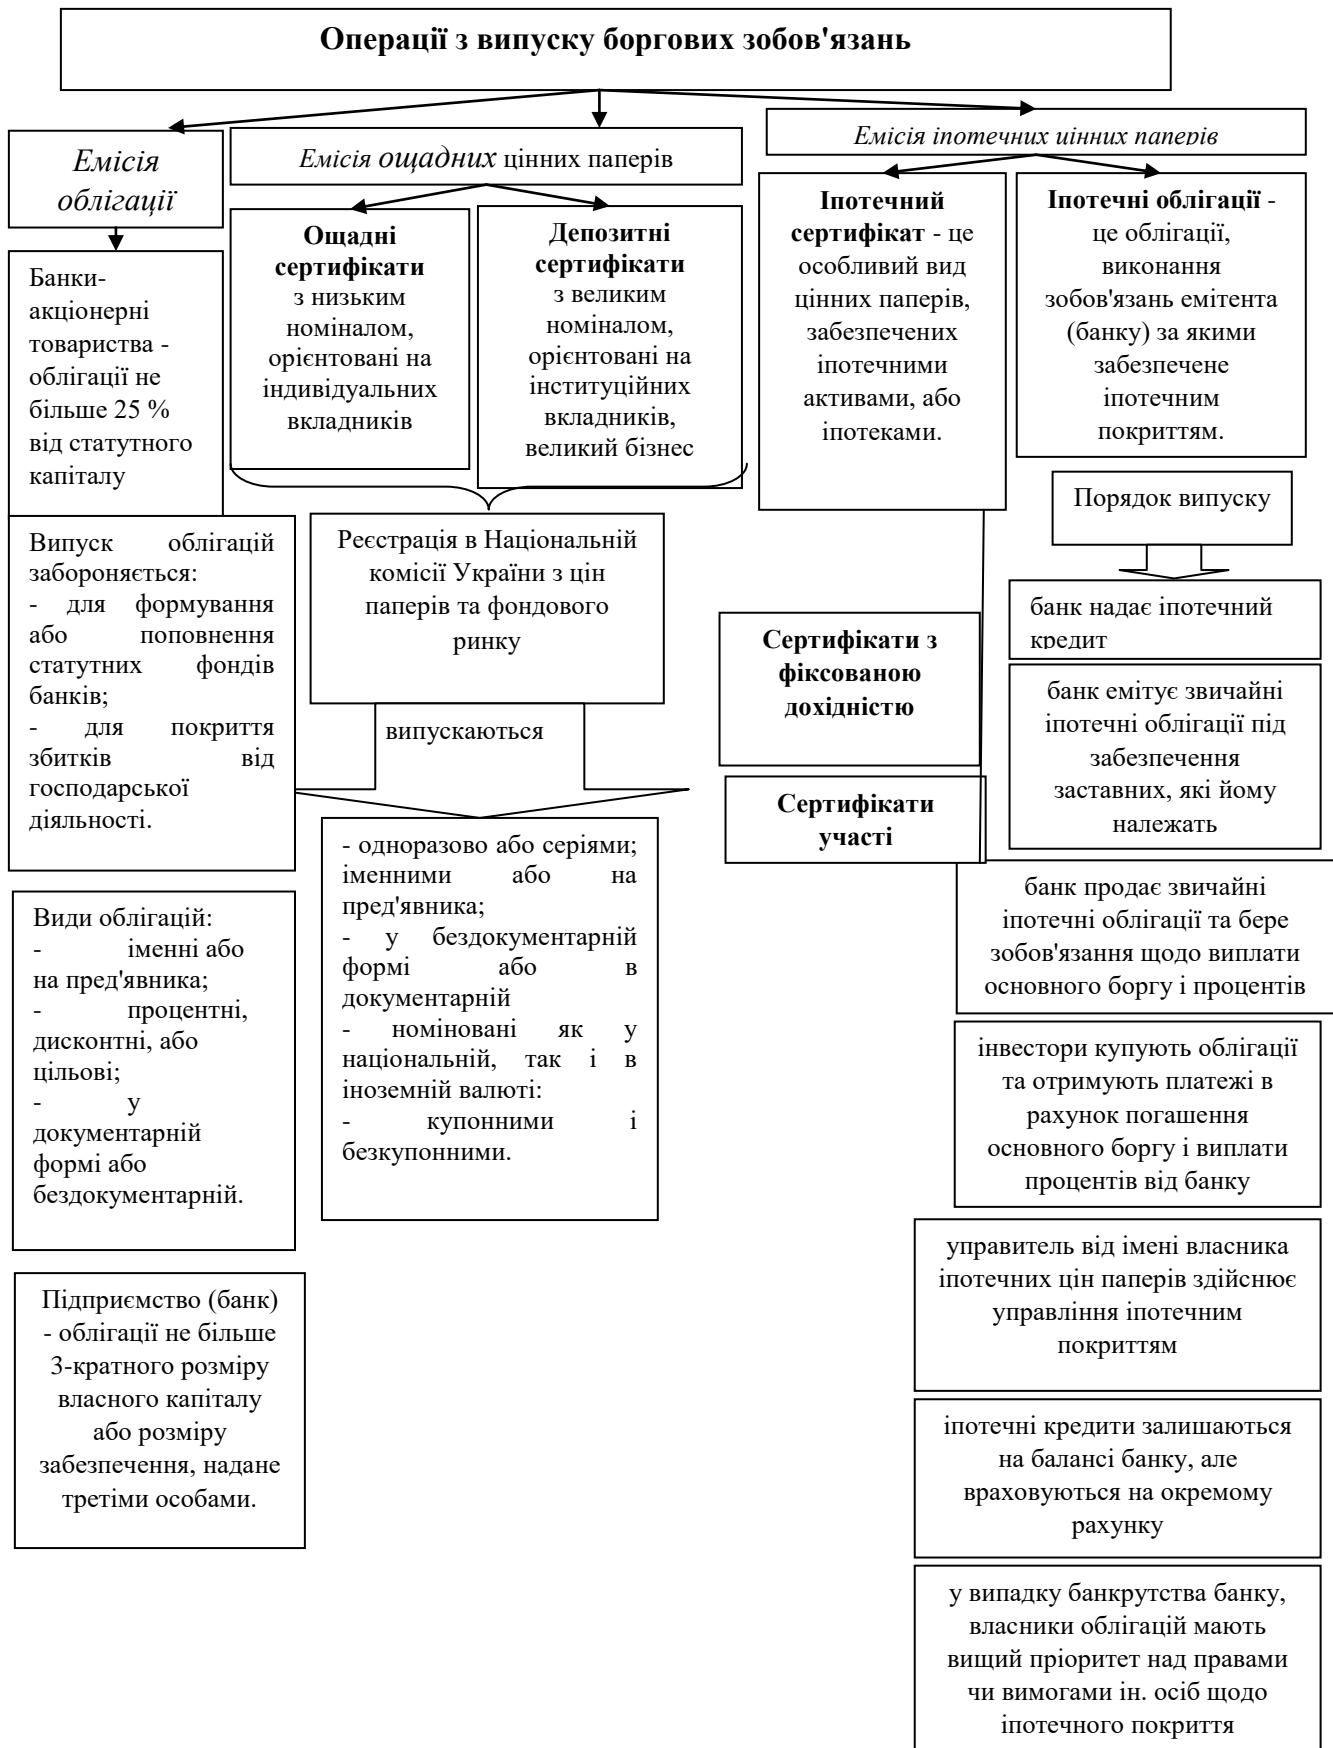 Операції з випуску боргових зобов'язань
Емісія
облігації
Банки-
акціонерні
товариства -
облігації не
більше 25 %
від статутного
капіталу
Випуск облігацій
забороняється:
- для формування
або поповнення
статутних фондів
банків;
- для покриття
збитків від
господарської
діяльності.
Види облігацій:
- іменні або
на пред'явника;
- процентні,
дисконтні, або
цільові;
- у
документарній
формі або
бездокументарній.
Підприємство (банк)
- облігації не більше
3-кратного розміру
власного капіталу
або розміру
забезпечення, надане
третіми особами.
Емісія ощадних цінних паперів
Ощадні
сертифікати
з низьким
номіналом,
орієнтовані на
індивідуальних
вкладників
Депозитні
сертифікати
з великим
номіналом,
орієнтовані на
інституційних
вкладників,
великий бізнес
Реєстрація в Національній
комісії України з цін
паперів та фондового
ринку
випускаються
- одноразово або серіями;
іменними або на
пред'явника;
- у бездокументарній
формі або в
документарній
- номіновані як у
національній, так і в
іноземній валюті:
- купонними і
безкупонними.
Емісія іпотечних цінних паперів
Іпотечний
сертифікат - це
особливий вид
цінних паперів,
забезпечених
іпотечними
активами, або
іпотеками.
Сертифікати з
фіксованою
дохідністю
Сертифікати
участі
Іпотечні облігації -
це облігації,
виконання
зобов'язань емітента
(банку) за якими
забезпечене
іпотечним
покриттям.
Порядок випуску
банк надає іпотечний
кредит
банк емітує звичайні
іпотечні облігації під
забезпечення
заставних, які йому
належать
банк продає звичайні
іпотечні облігації та бере
зобов'язання щодо виплати
основного боргу і процентів
інвестори купують облігації
та отримують платежі в
рахунок погашення
основного боргу і виплати
процентів від банку
управитель від імені власника
іпотечних цін паперів здійснює
управління іпотечним
покриттям
іпотечні кредити залишаються
на балансі банку, але
враховуються на окремому
рахунку
у випадку банкрутства банку,
власники облігацій мають
вищий пріоритет над правами
чи вимогами ін. осіб щодо
іпотечного покриття